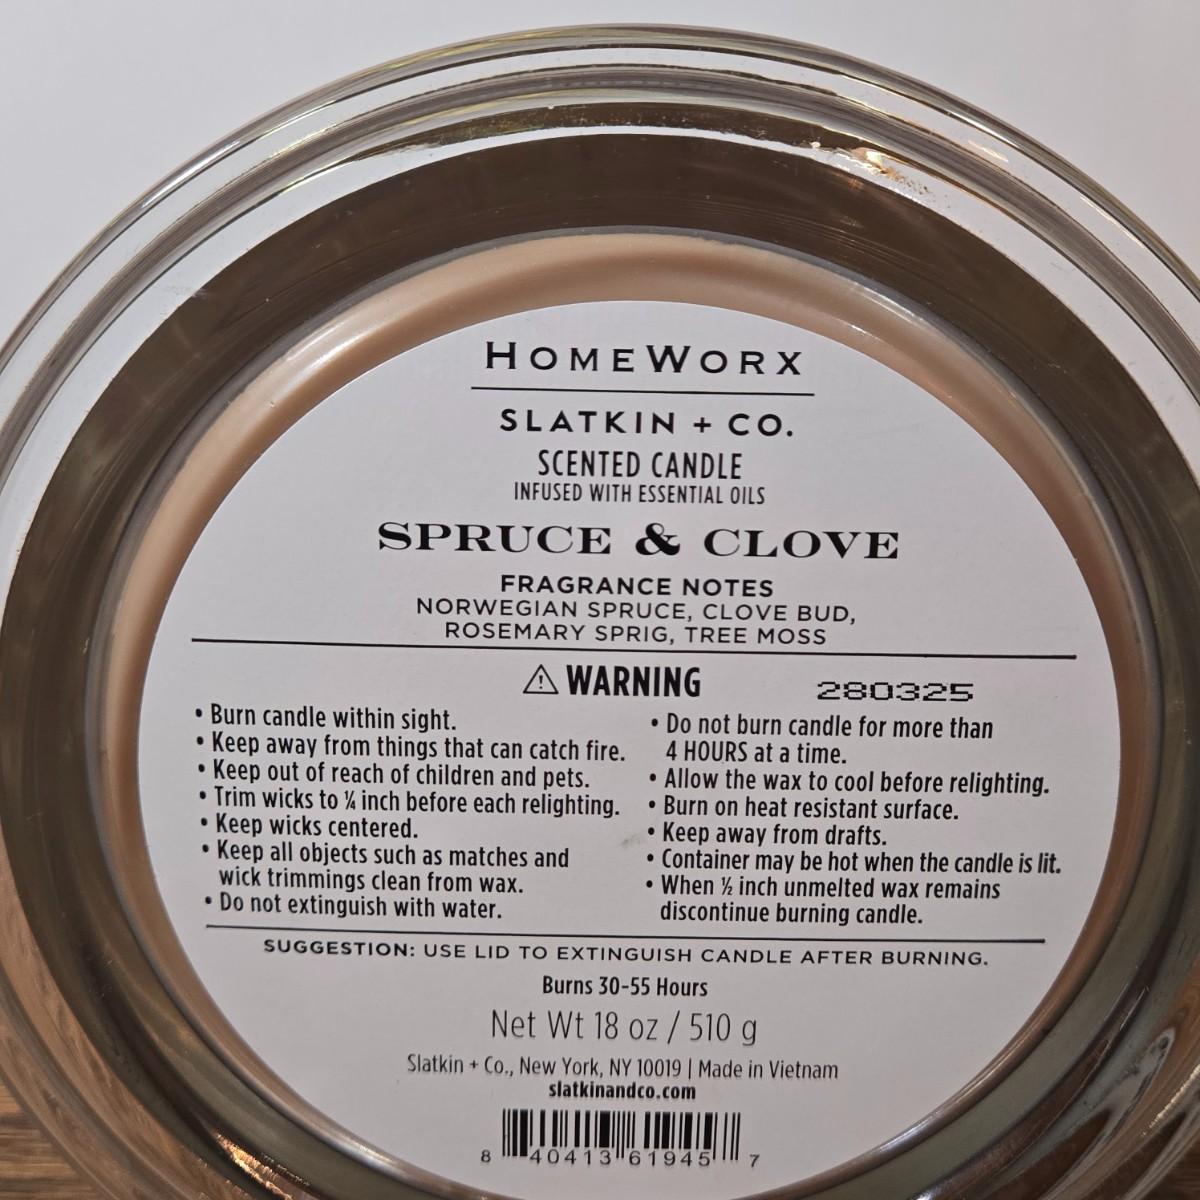 HOMEWORX
SLATKIN + CO.
SCENTED CANDLE
INFUSED WITH ESSENTIAL OILS
SPRUCE & CLOVE
FRAGRANCE NOTES
NORWEGIAN SPRUCE, CLOVE BUD,
ROSEMARY SPRIG, TREE MOSS
⚠ WARNING
280325
• Burn candle within sight.
• Keep away from things that can catch fire.
• Keep out of reach of children and pets.
• Trim wicks to ¼ inch before each relighting.
• Keep wicks centered.
• Keep all objects such as matches and
wick trimmings clean from wax.
• Do not extinguish with water.
• Do not burn candle for more than
4 HOURS at a time.
• Allow the wax to cool before relighting.
• Burn on heat resistant surface.
• Keep away from drafts.
• Container may be hot when the candle is lit.
• When ½ inch unmelted wax remains
discontinue burning candle.
SUGGESTION: USE LID TO EXTINGUISH CANDLE AFTER BURNING.
Burns 30-55 Hours
Net Wt 18 oz / 510 g
Slatkin + Co., New York, NY 10019 | Made in Vietnam
slatkinandco.com
8 40413 61945 7